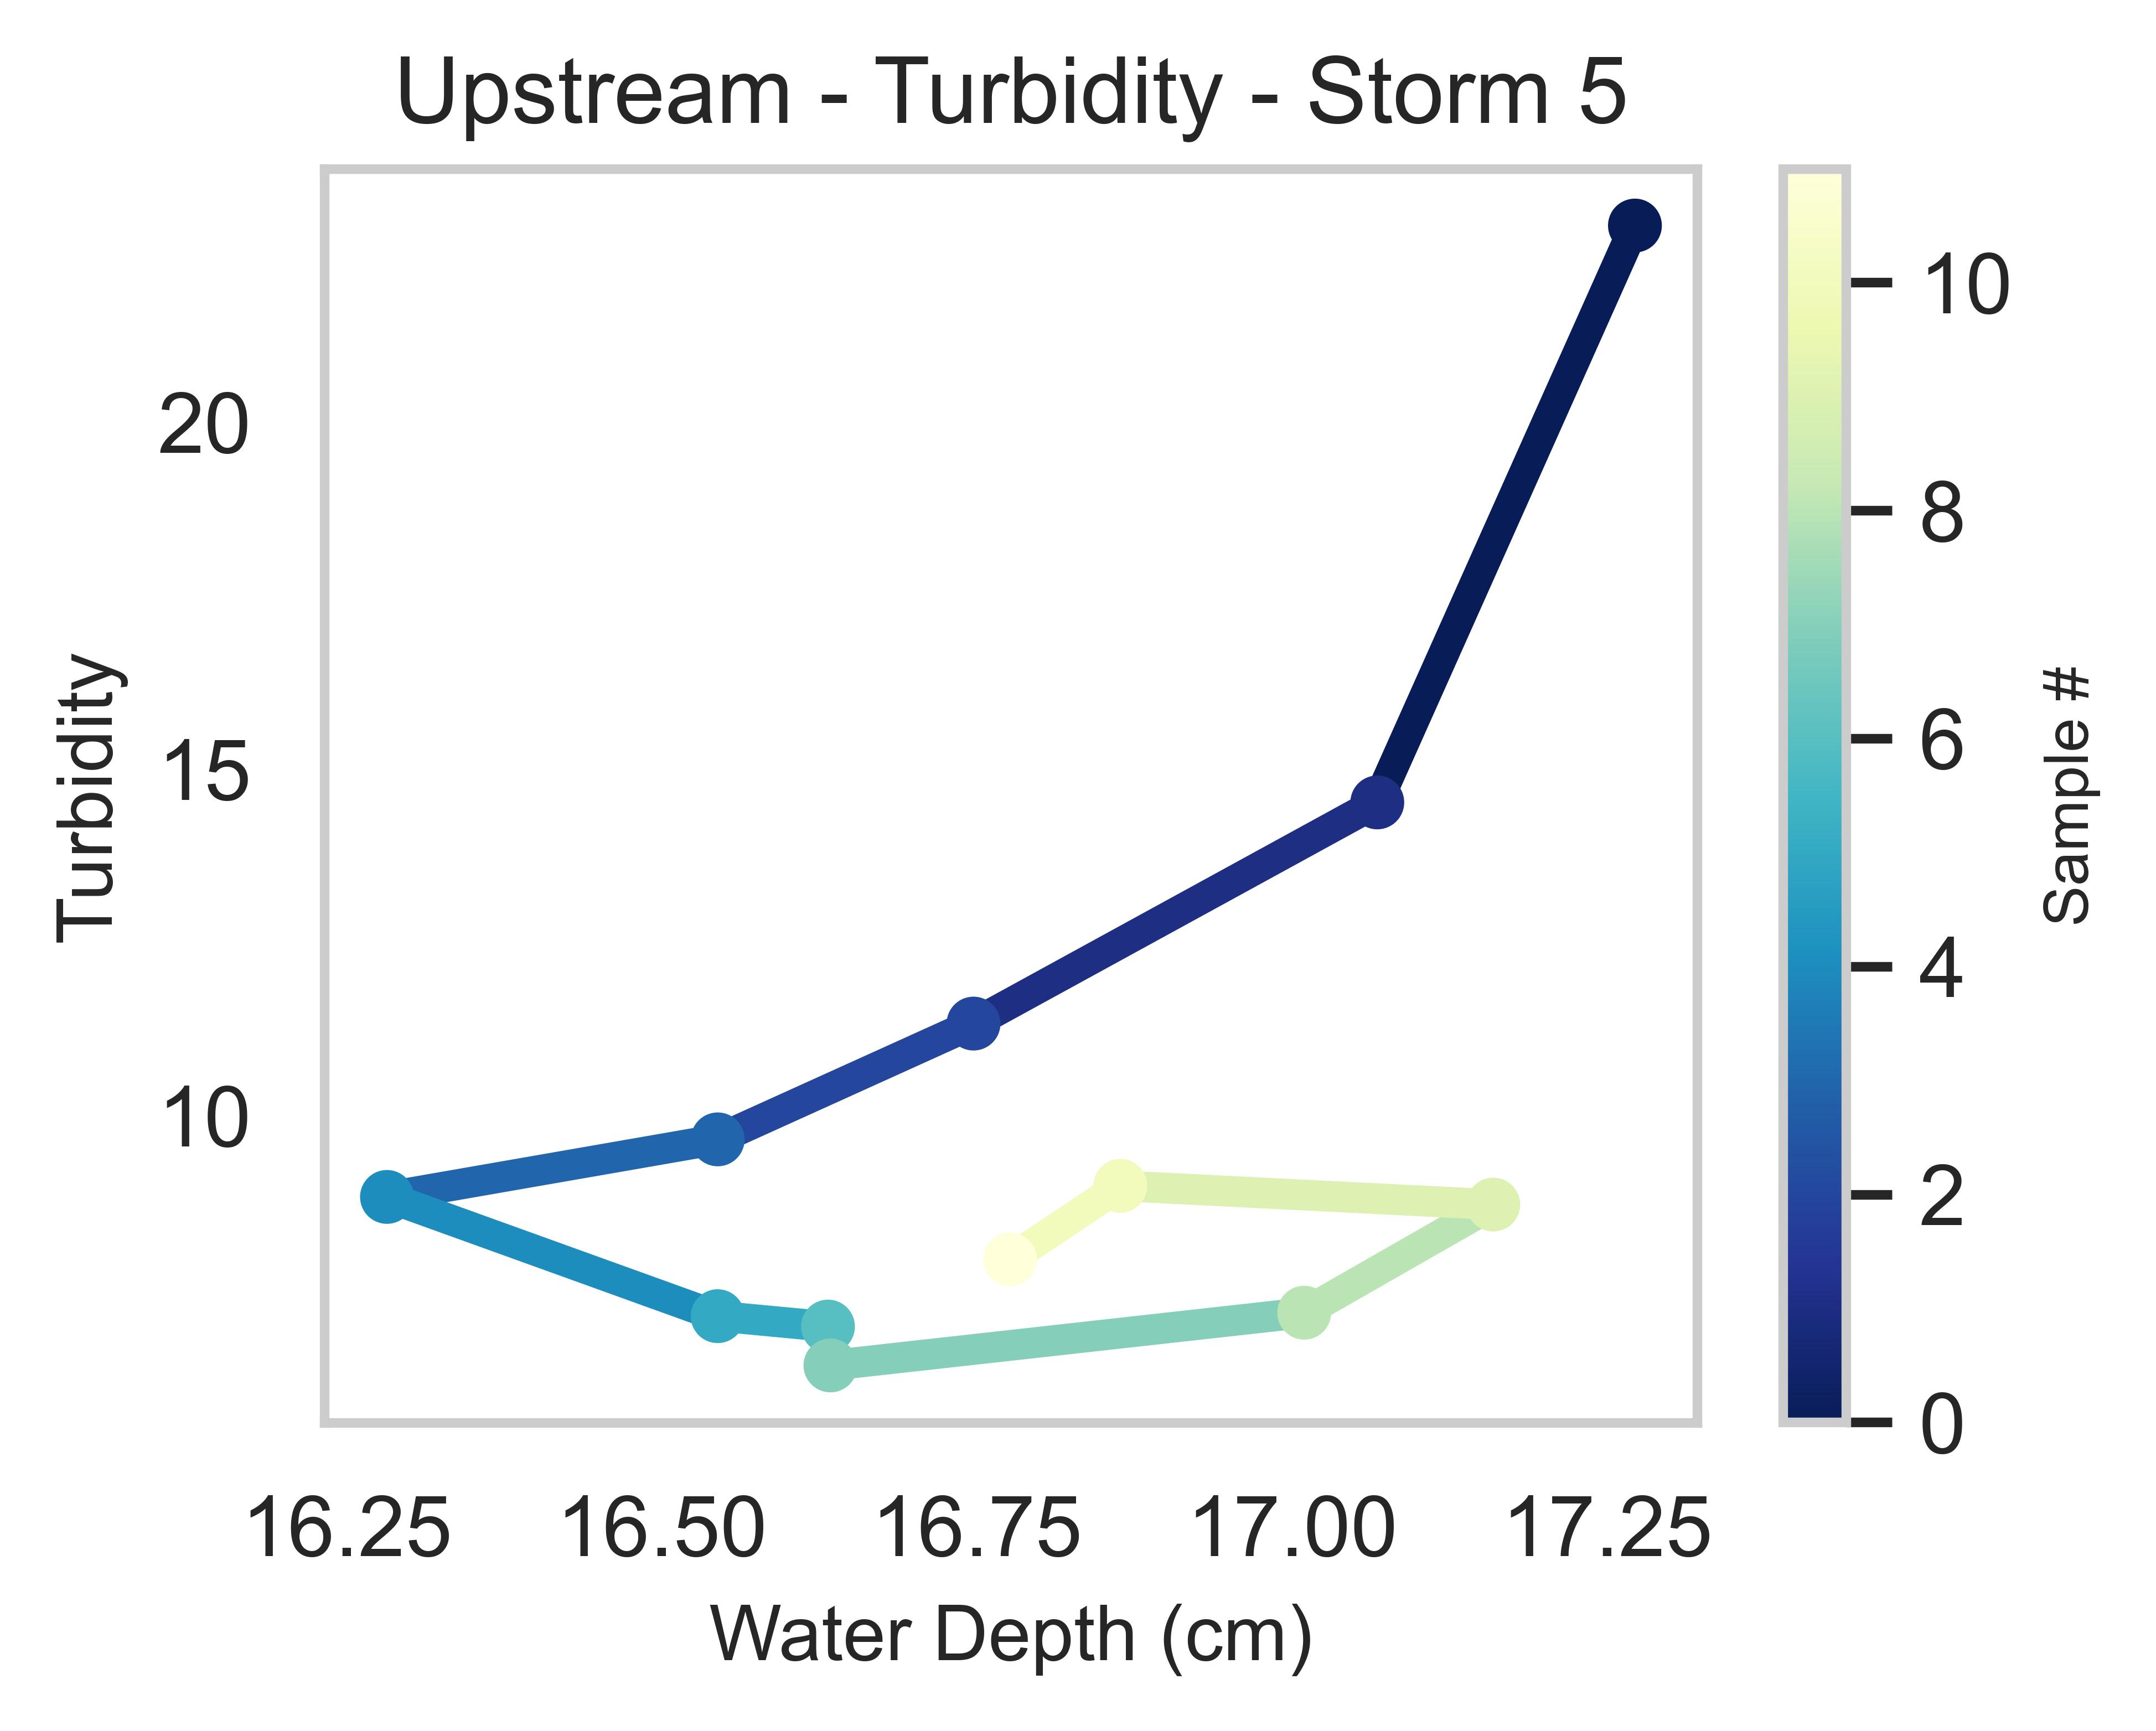 Upstream - Turbidity - Storm 5
Turbidity
20
15
10
16.25 16.50 16.75 17.00 17.25
Water Depth (cm)
10
8
6
4
2
0
Sample #